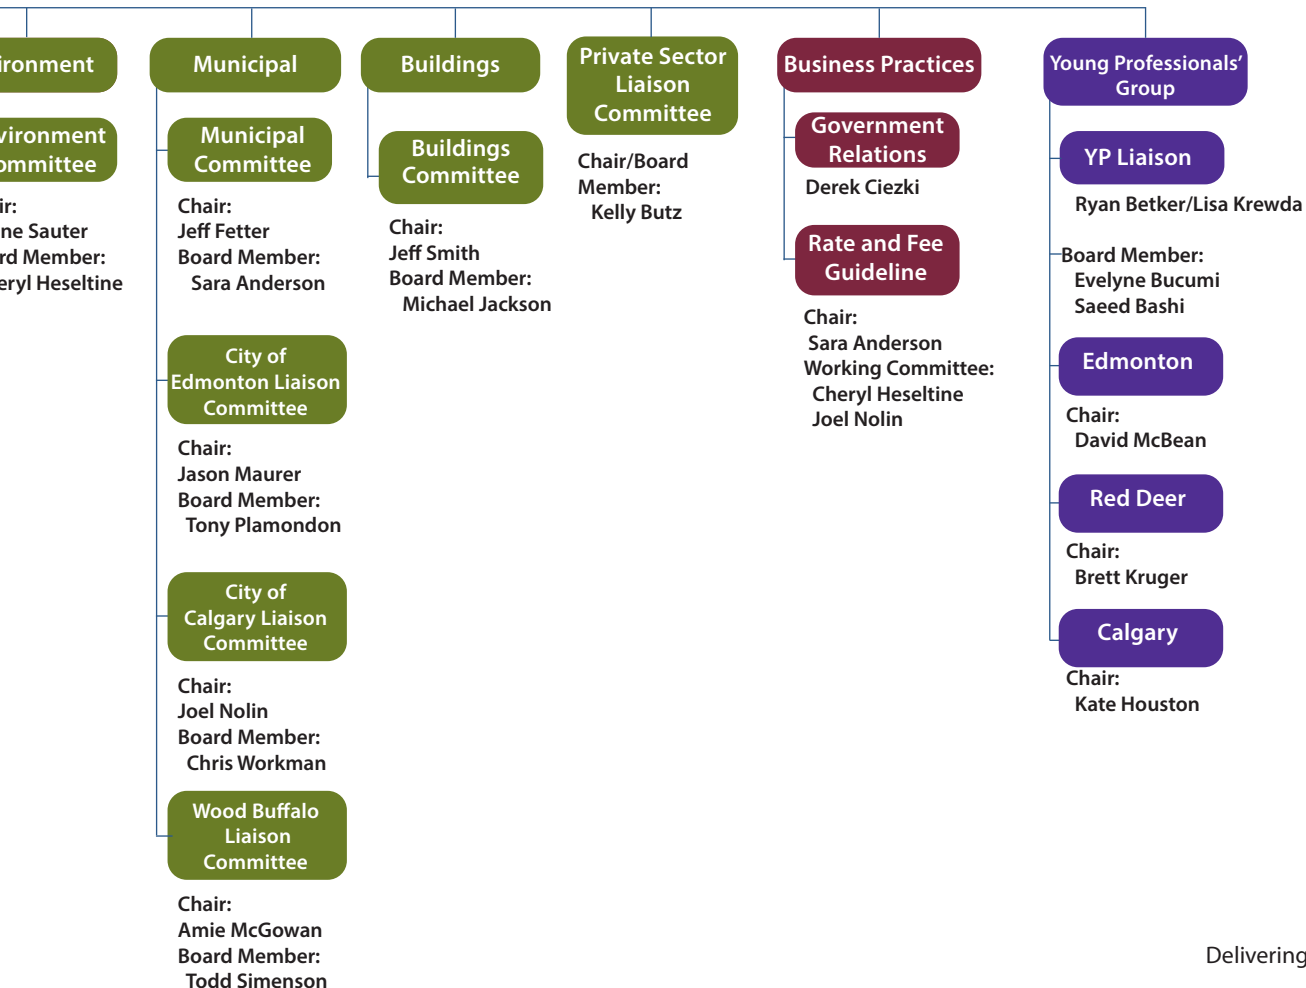 ironment
vironment
ommittee
ir:
ne Sauter
rd Member:
eryl Heseltine
Municipal
Municipal
Committee
Chair:
Jeff Fetter
Board Member:
Sara Anderson
City of
Edmonton Liaison
Committee
Chair:
Jason Maurer
Board Member:
Tony Plamondon
City of
Calgary Liaison
Committee
Chair:
Joel Nolin
Board Member:
Chris Workman
Wood Buffalo
Liaison
Committee
Chair:
Amie McGowan
Board Member:
Todd Simenson
Buildings
Buildings
Committee
Chair:
Jeff Smith
Board Member:
Michael Jackson
Private Sector
Liaison
Committee
Chair/Board
Member:
Kelly Butz
Business Practices
Government
Relations
Derek Ciezki
Rate and Fee
Guideline
Chair:
Sara Anderson
Working Committee:
Cheryl Heseltine
Joel Nolin
Young Professionals'
Group
YP Liaison
Ryan Betker/Lisa Krewda
Board Member:
Evelyne Bucumi
Saeed Bashi
Edmonton
Chair:
David McBean
Red Deer
Chair:
Brett Kruger
Calgary
Chair:
Kate Houston
Delivering